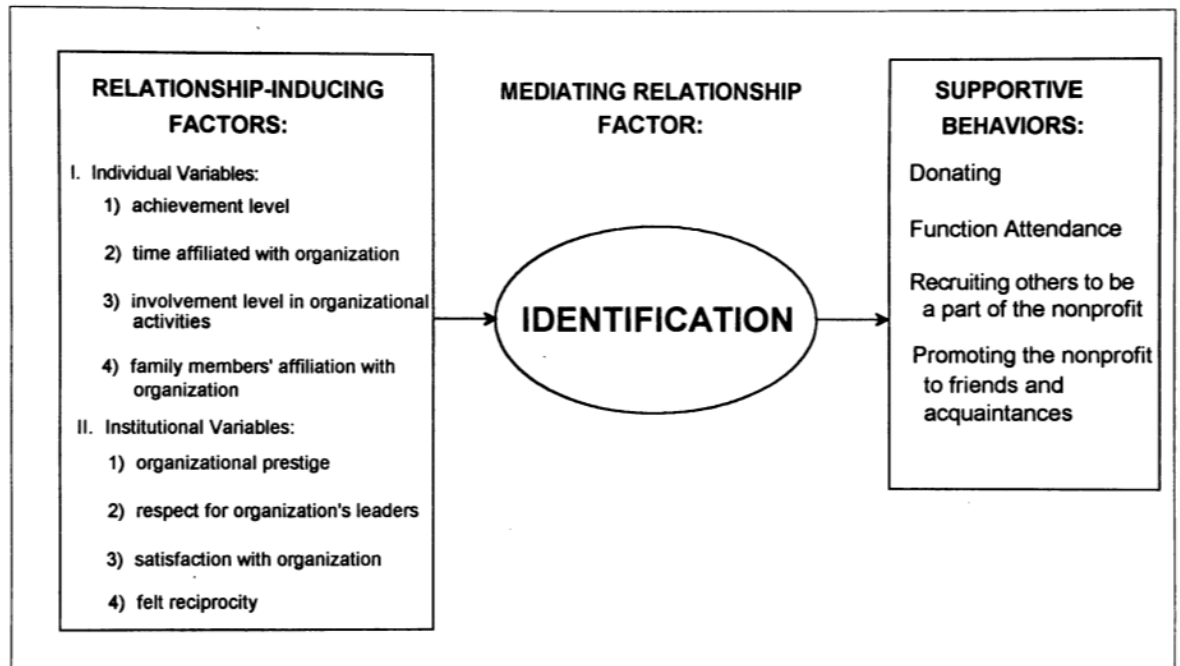 RELATIONSHIP-INDUCING
FACTORS:
I. Individual Variables:
1) achievement level
2) time affiliated with organization
3) involvement level in organizational
activities
4) family members' affiliation with
organization
II. Institutional Variables:
1) organizational prestige
2) respect for organization's leaders
3) satisfaction with organization
4) felt reciprocity
MEDIATING RELATIONSHIP
FACTOR:
IDENTIFICATION
SUPPORTIVE
BEHAVIORS:
Donating
Function Attendance
Recruiting others to be
a part of the nonprofit
Promoting the nonprofit
to friends and
acquaintances